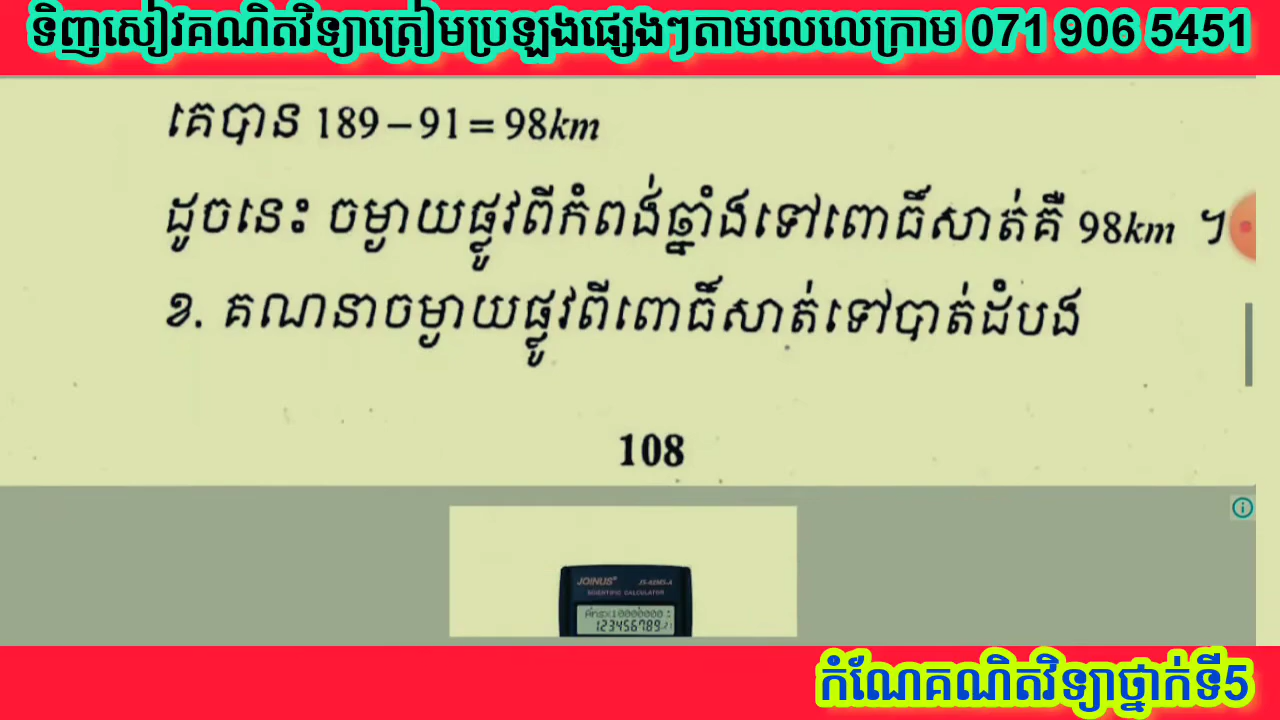 ទិញសៀវគណិតវិទ្យាត្រៀមប្រឡងផ្សេងៗតាមលេលេក្រាម 071 906 5451
គេបាន 189 – 91 = 98km
ដូចនេះ ចម្ងាយផ្លូវពីកំពង់ឆ្នាំងទៅពោធិ៍សាត់គឺ 98km ។
ខ. គណនាចម្ងាយផ្លូវពីពោធិ៍សាត់ទៅបាត់ដំបង
108
JOINUS
SCIENTIFIC CALCULATOR
កំណែគណិតវិទ្យាថ្នាក់ទី5